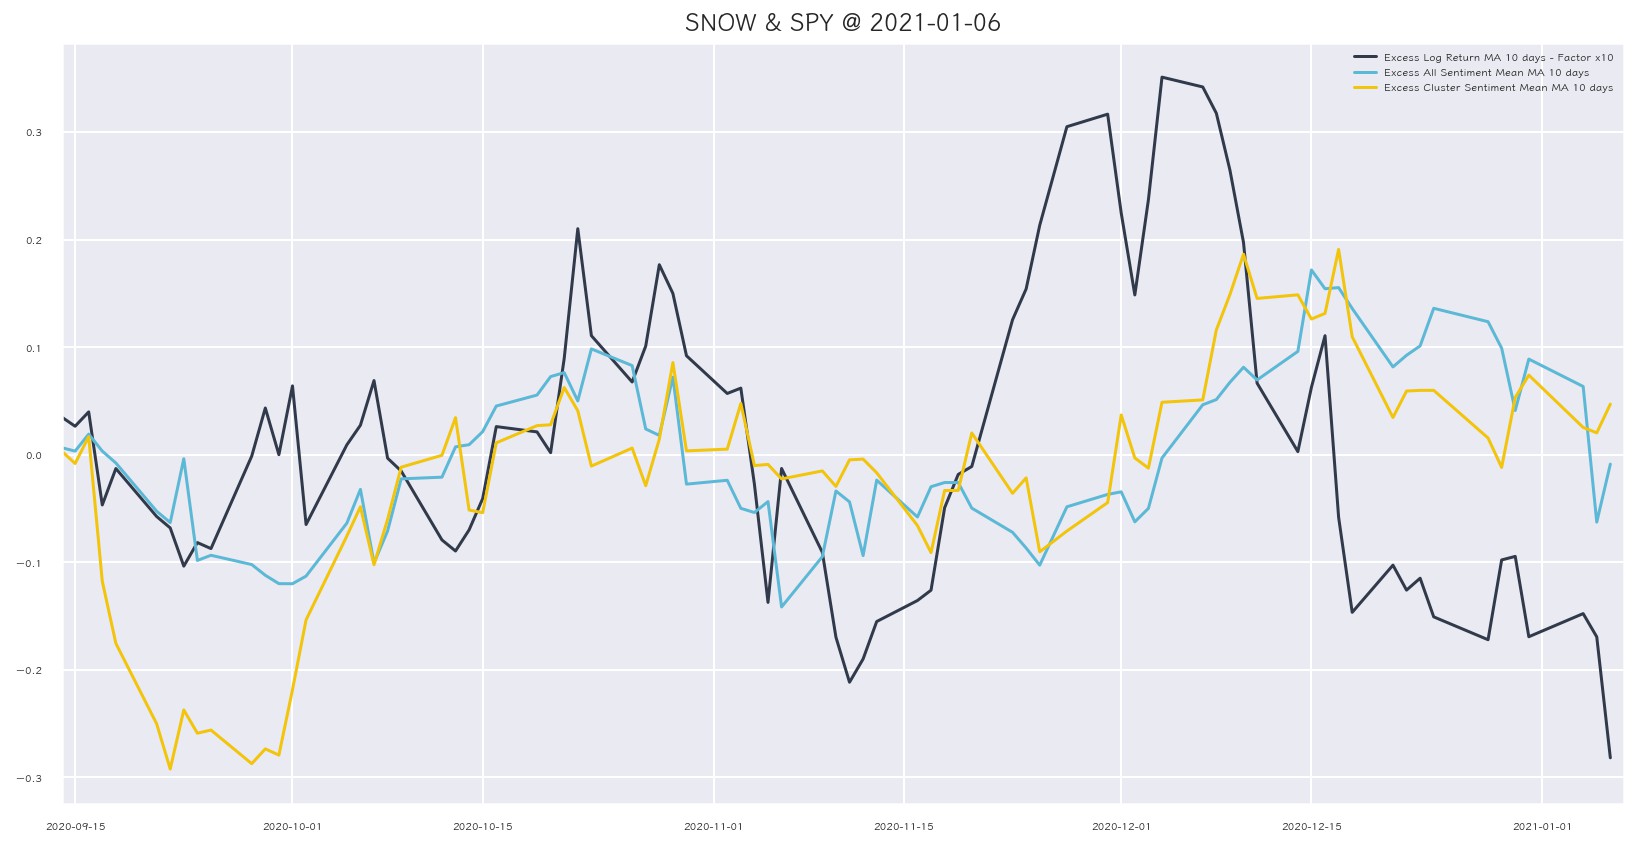 SNOW & SPY @ 2021-01-06
Excess Log Return MA 10 days - Factor x10
Excess All Sentiment Mean MA 10 days
Excess Cluster Sentiment Mean MA 10 days
0.3
0.2
0.1
0.0
−0.1
−0.2
−0.3
2020-09-15 2020-10-01 2020-10-15 2020-11-01 2020-11-15 2020-12-01 2020-12-15 2021-01-01